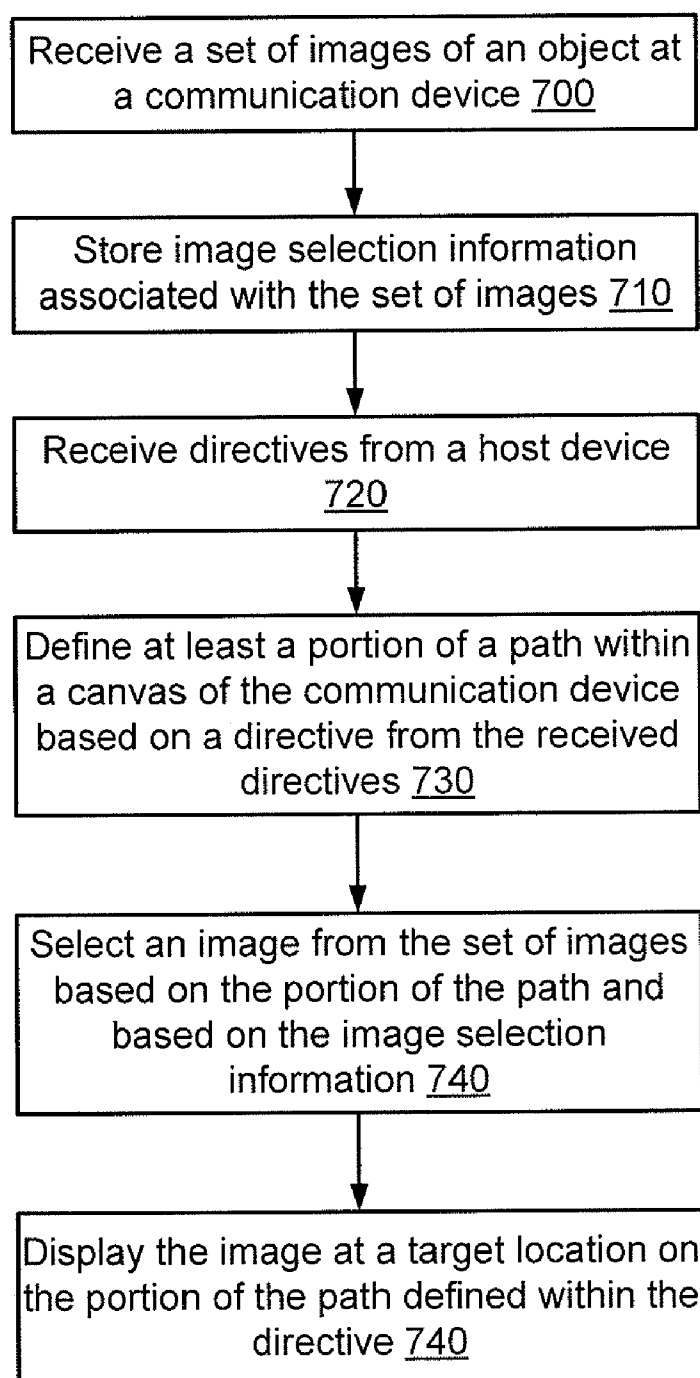 Receive a set of images of an object at
a communication device 700
Store image selection information
associated with the set of images 710
Receive directives from a host device
720
Define at least a portion of a path within
a canvas of the communication device
based on a directive from the received
directives 730
Select an image from the set of images
based on the portion of the path and
based on the image selection
information 740
Display the image at a target location on
the portion of the path defined within the
directive 740